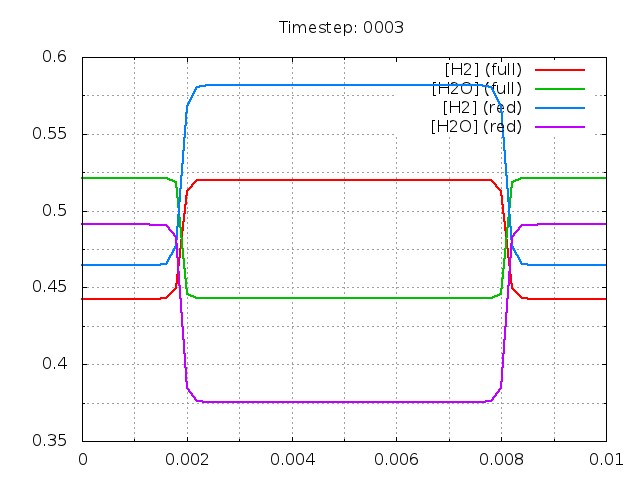 Timestep: 0003
0.6
[H2] (full)
[H2O] (full)
[H2] (red)
[H2O] (red)
0.55
0.5
0.45
0.4
0.35
0 0.002 0.004 0.006 0.008 0.01